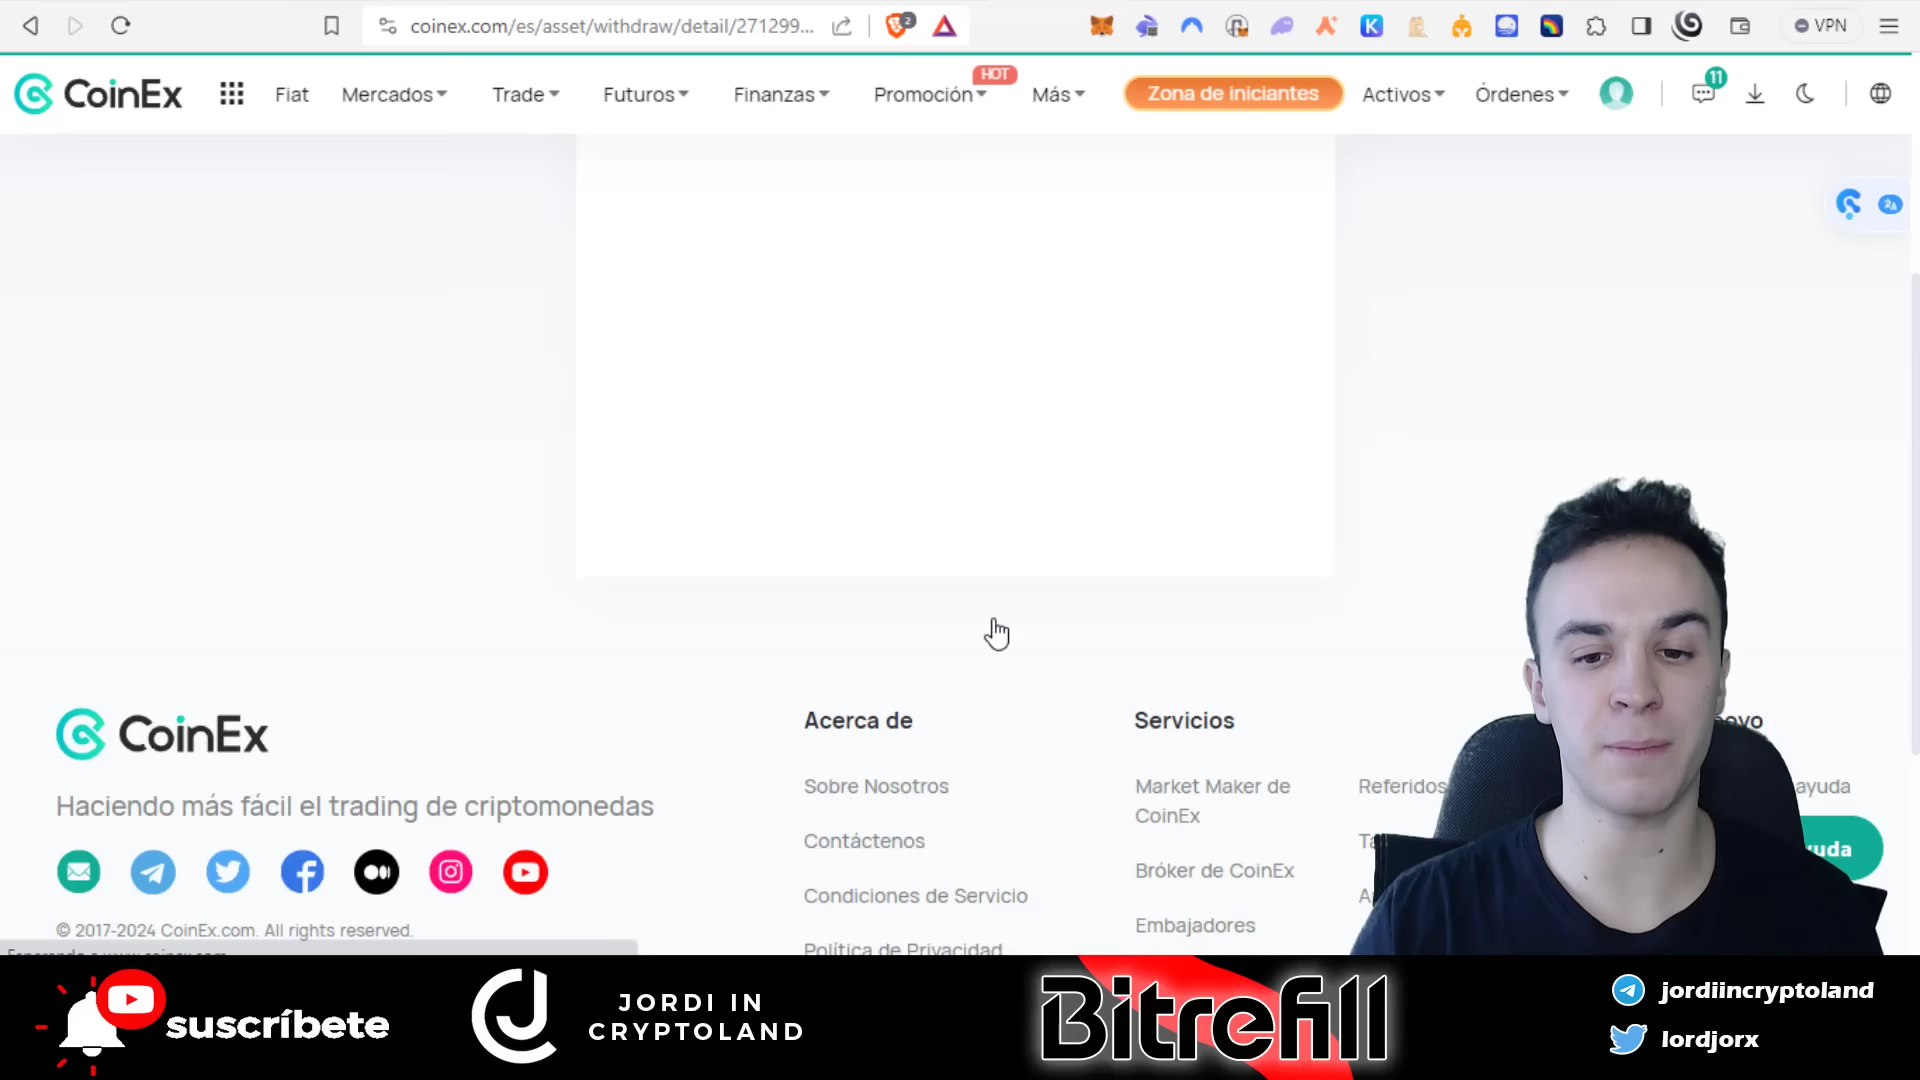 coinex.com/es/asset/withdraw/detail/271299...
2
VPN
CoinEx
Fiat
Mercados
Trade
Futuros
Finanzas
Promoción
HOT
Más
Zona de iniciantes
Activos
Órdenes
11
CoinEx
Haciendo más fácil el trading de criptomonedas
© 2017-2024 CoinEx.com. All rights reserved.
Acerca de
Sobre Nosotros
Contáctenos
Condiciones de Servicio
Política de Privacidad
Servicios
Market Maker de
CoinEx
Bróker de CoinEx
Embajadores
Referidos
ayuda
suscríbete
JORDI IN
CRYPTOLAND
Bitrefill
jordiincryptoland
lordjorx